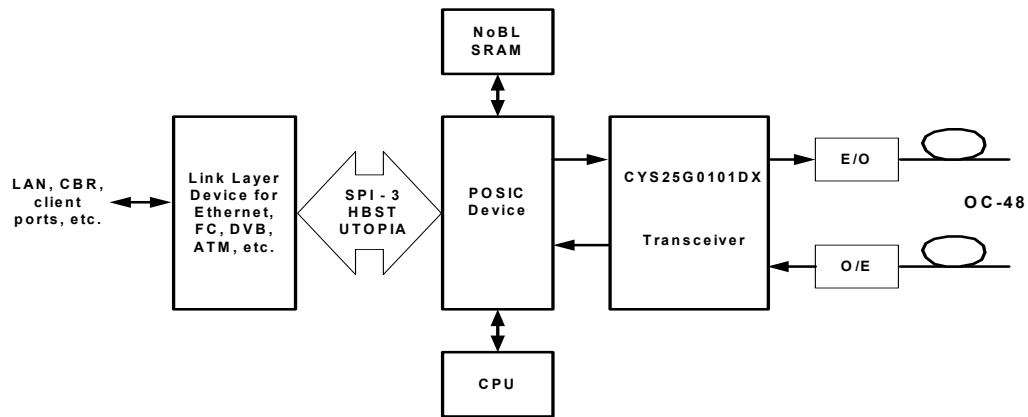 NoBL
SRAM
LAN, CBR,
client
ports, etc.
Link Layer
Device for
Ethernet,
FC, DVB,
ATM, etc.
SPI - 3
HBST
UTOPIA
POSIC
Device
CYS25G0101DX
Transceiver
E/O
OC-48
O/E
CPU